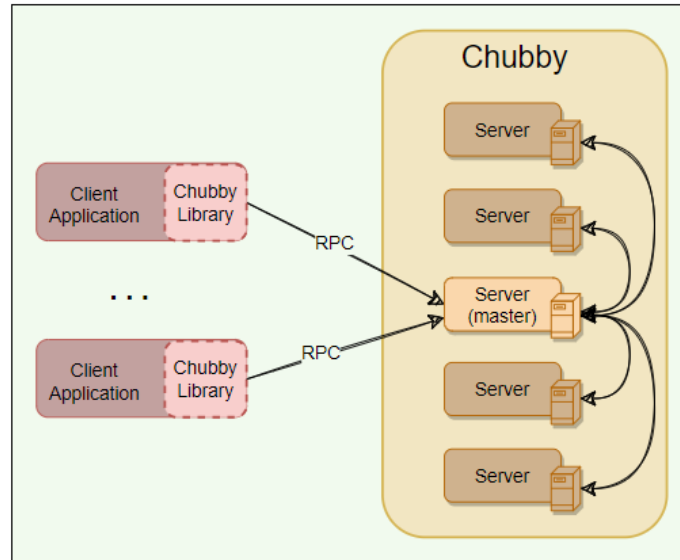 Chubby
Server
Client
Application
Chubby
Library
Server
RPC
...
Server
(master)
RPC
Client
Application
Chubby
Library
Server
Server